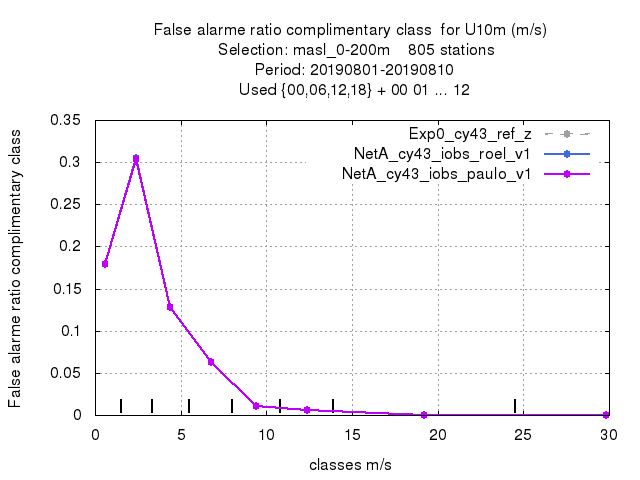 False alarme ratio complimentary class  for U10m (m/s)
Selection: masl_0-200m    805 stations
Period: 20190801-20190810
Used {00,06,12,18} + 00 01 ... 12
False alarme ratio complimentary class
0.35
0.3
0.25
0.2
0.15
0.1
0.05
0
Exp0_cy43_ref_z
NetA_cy43_iobs_roel_v1
NetA_cy43_iobs_paulo_v1
0 5 10 15 20 25 30
classes m/s